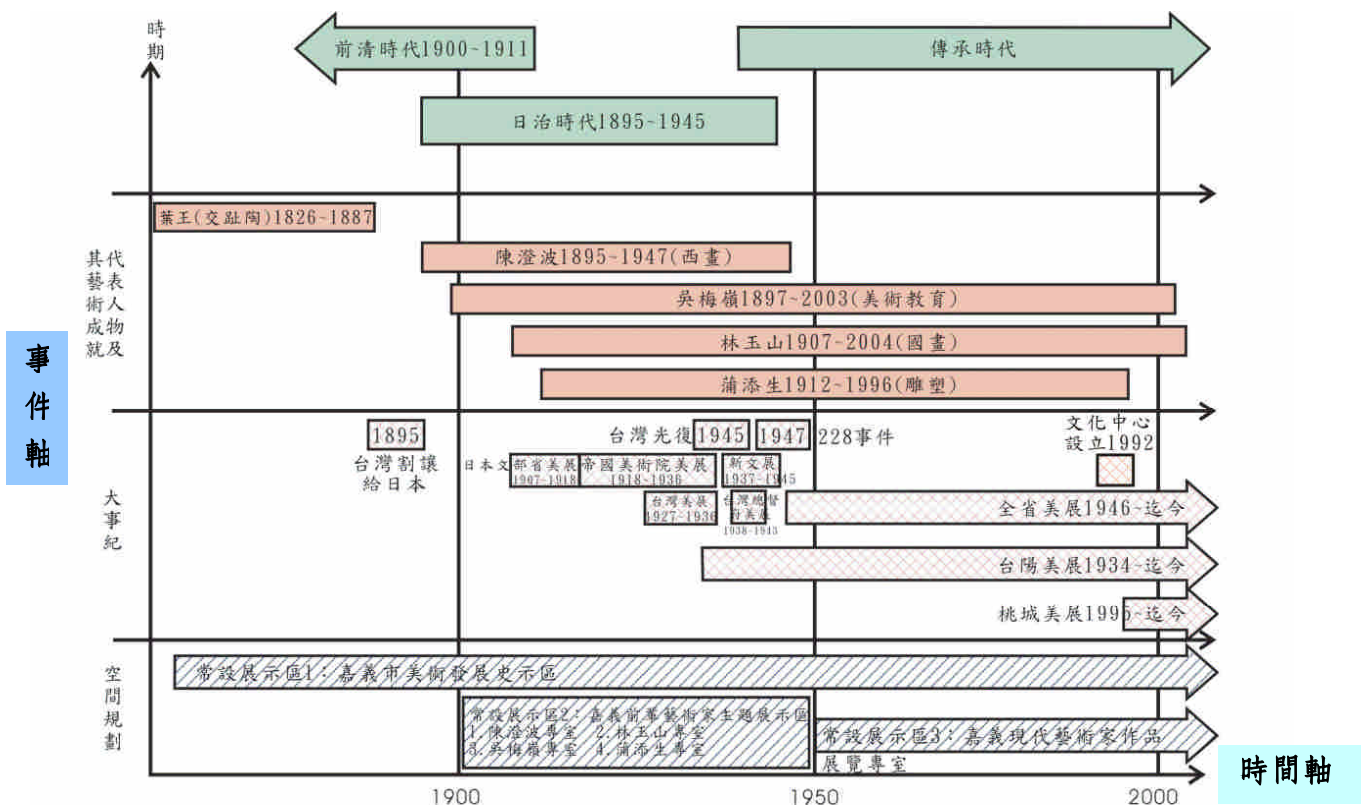 時期
前清時代1900~1911
傳承時代
日治時代1895~1945
代表人物及其藝術成就
葉王(交趾陶)1826~1887
陳澄波1895~1947(西畫)
吳梅嶺1897~2003(美術教育)
林玉山1907~2004(國畫)
蒲添生1912~1996(雕塑)
事件軸
大事紀
1895
台灣割讓
給日本
台灣光復 1945
1947 228事件
文化中心
設立1992
日本文部省美展
1907~1918
帝國美術院美展
1918~1936
新文展
1937~1945
台灣美展
1927~1936
台灣總督
府美展
1938~1943
全省美展1946~迄今
台陽美展1934~迄今
桃城美展1995~迄今
空間規劃
常設展示區1：嘉義市美術發展史示區
常設展示區2：嘉義前輩藝術家主題展示區
1.陳澄波專室 2.林玉山專室
3.吳梅嶺專室 4.蒲添生專室
常設展示區3：嘉義現代藝術家作品
展覽專室
時間軸
1900
1950
2000